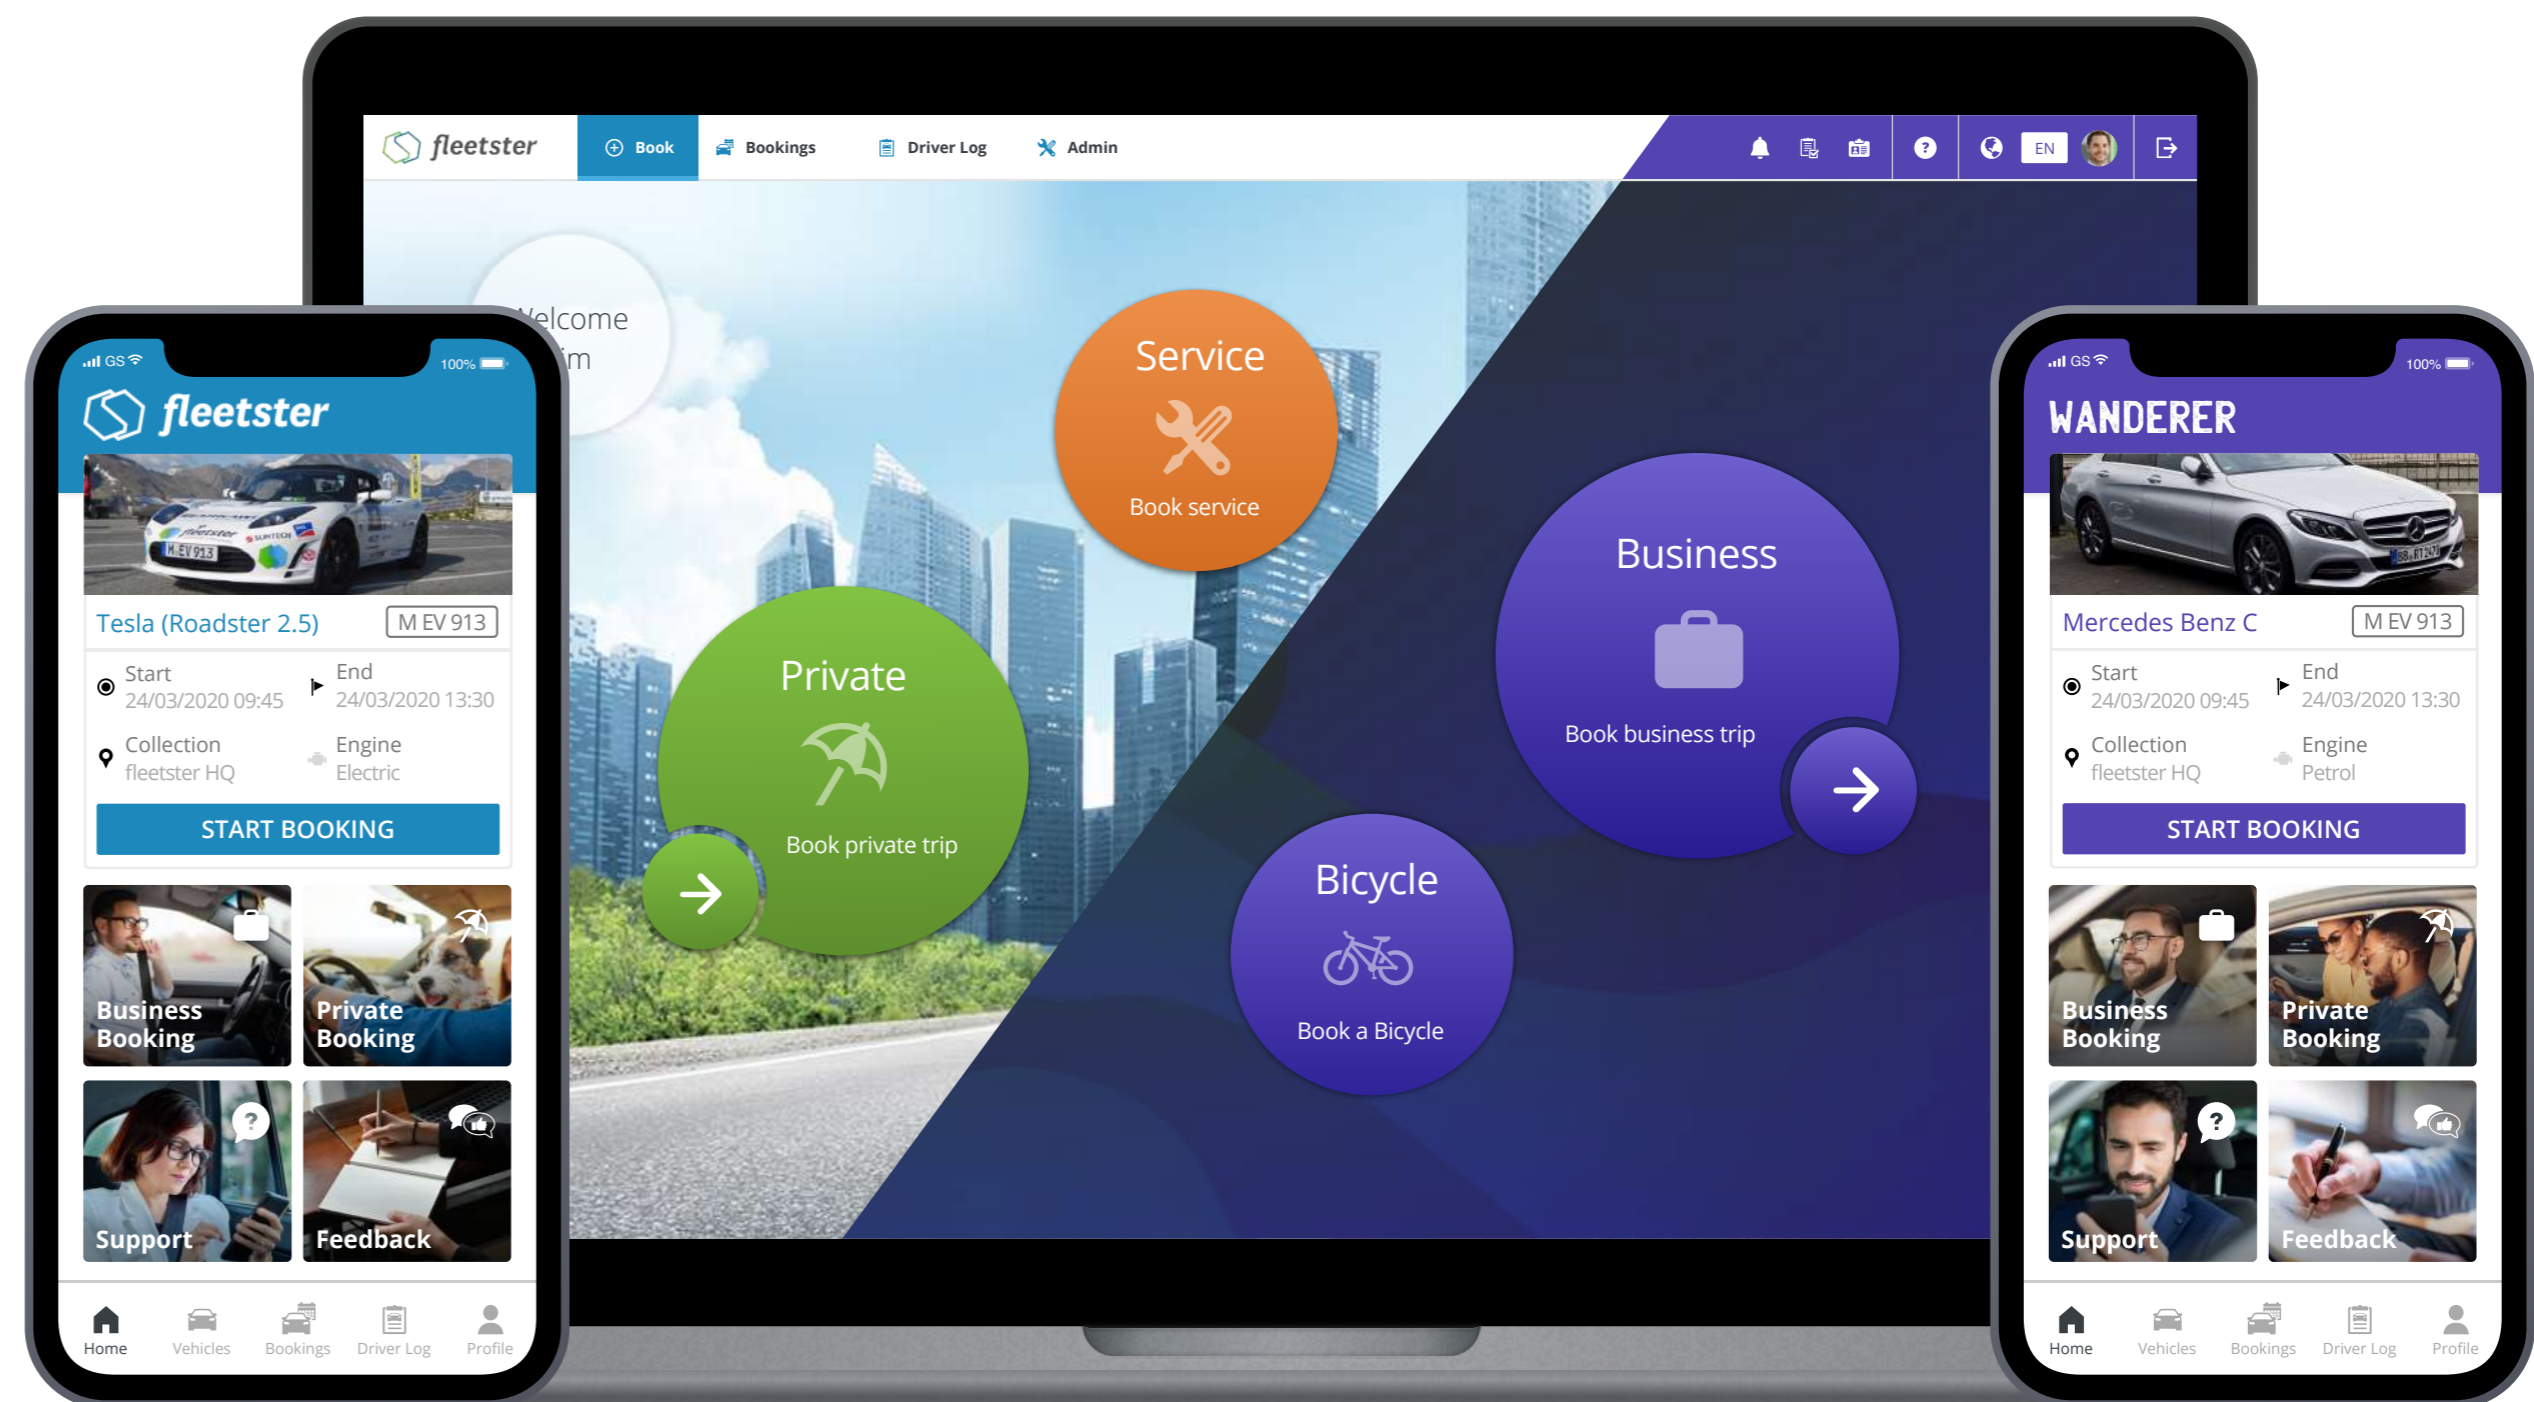 fleetster
Book
Bookings
Driver Log
Admin
EN
Service
Book service
Private
Book private trip
Business
Book business trip
Bicycle
Book a Bicycle
GS
100%
fleetster
fleetster
SUNTECH
M EV 913
Tesla (Roadster 2.5)
M EV 913
Start
24/03/2020 09:45
End
24/03/2020 13:30
Collection
fleetster HQ
Engine
Electric
START BOOKING
Business
Booking
Private
Booking
Support
Feedback
Home
Vehicles
Bookings
Driver Log
Profile
GS
100%
WANDERER
Mercedes Benz C
M EV 913
Start
24/03/2020 09:45
End
24/03/2020 13:30
Collection
fleetster HQ
Engine
Petrol
START BOOKING
Business
Booking
Private
Booking
Support
Feedback
Home
Vehicles
Bookings
Driver Log
Profile